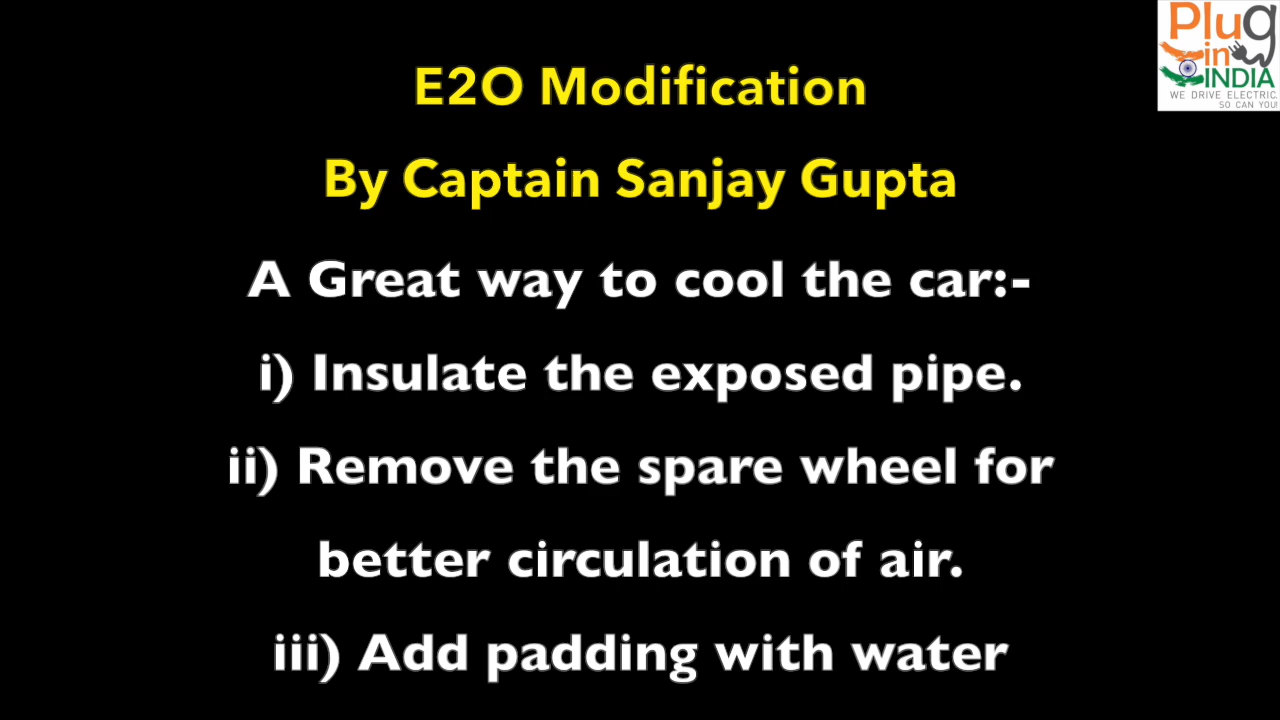 Plug
in
INDIA
WE DRIVE ELECTRIC.
SO CAN YOU!
E2O Modification
By Captain Sanjay Gupta
A Great way to cool the car:-
i) Insulate the exposed pipe.
ii) Remove the spare wheel for
better circulation of air.
iii) Add padding with water